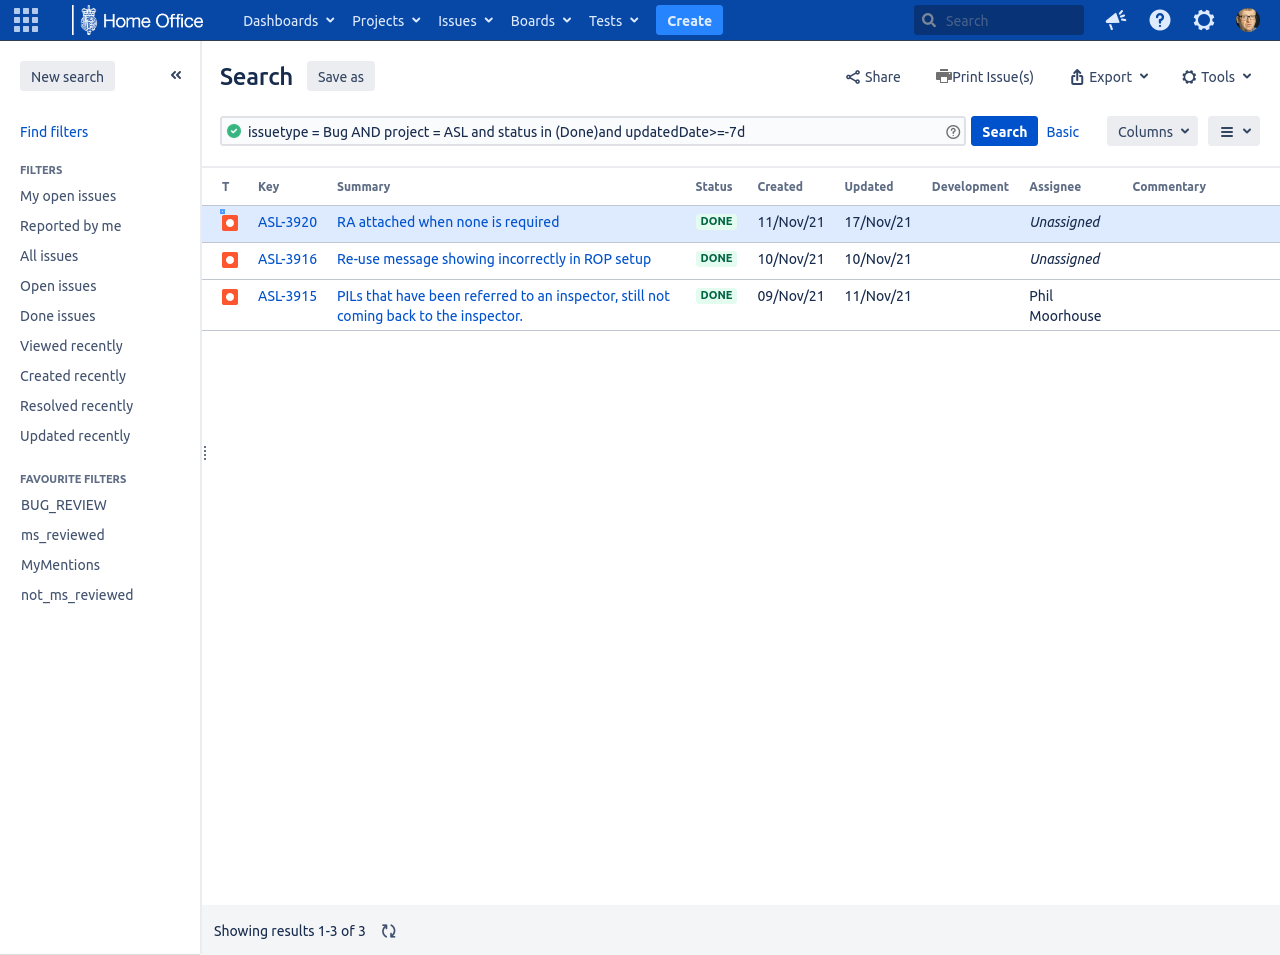 Home Office Dashboards Projects Issues Boards Tests Create Search
New search
Search Save as Share Print Issue(s) Export Tools
issuetype = Bug AND project = ASL and status in (Done)and updatedDate>=-7d Search Basic Columns
Find filters
FILTERS
My open issues
Reported by me
All issues
Open issues
Done issues
Viewed recently
Created recently
Resolved recently
Updated recently
FAVOURITE FILTERS
BUG_REVIEW
ms_reviewed
MyMentions
not_ms_reviewed
T Key Summary Status Created Updated Development Assignee Commentary
ASL-3920 RA attached when none is required DONE 11/Nov/21 17/Nov/21 Unassigned
ASL-3916 Re-use message showing incorrectly in ROP setup DONE 10/Nov/21 10/Nov/21 Unassigned
ASL-3915 PILs that have been referred to an inspector, still not DONE 09/Nov/21 11/Nov/21 Phil
coming back to the inspector. Moorhouse
Showing results 1-3 of 3